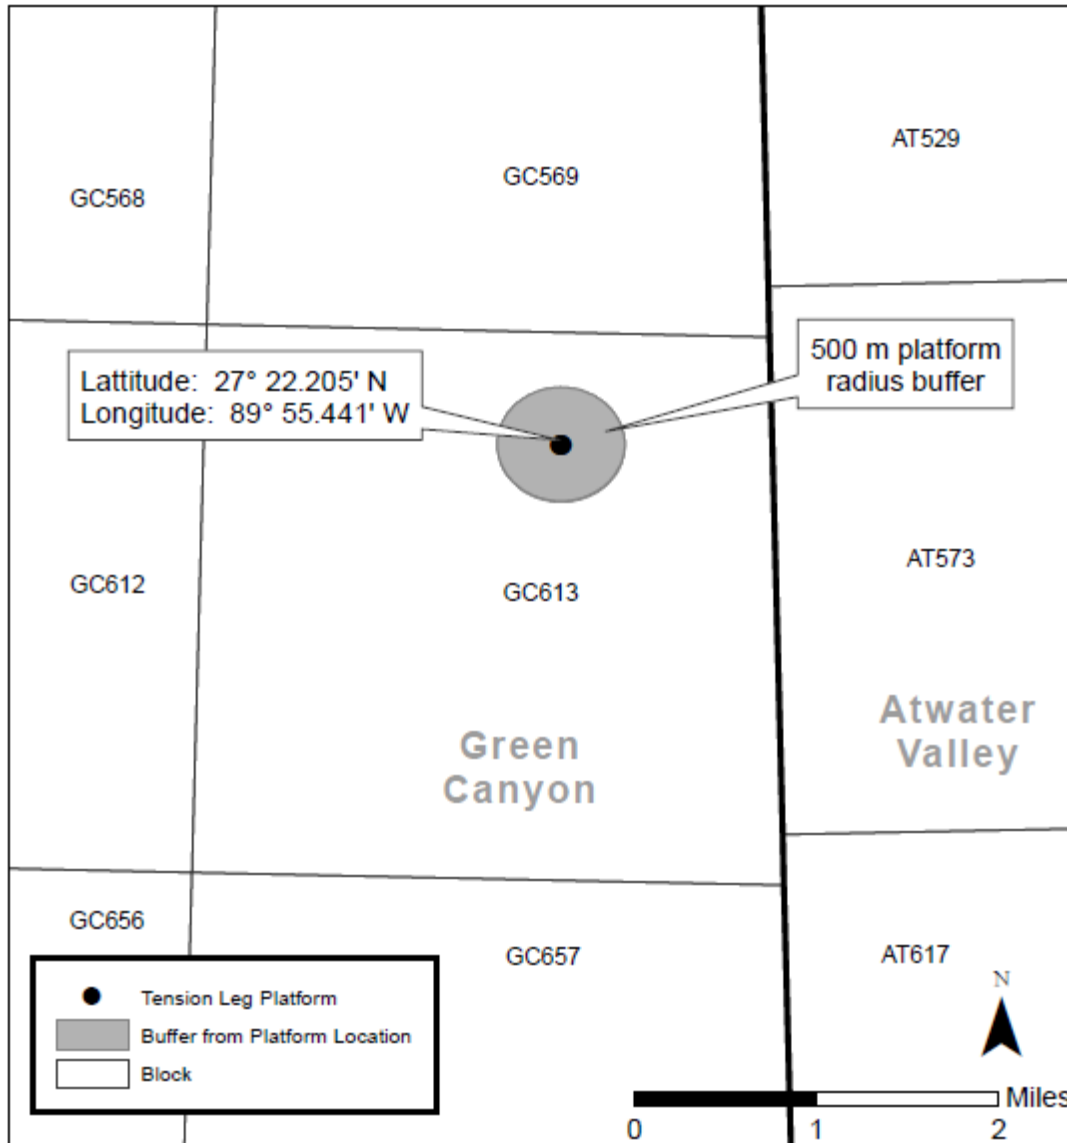 AT529
GC569
GC568
500 m platform
radius buffer
Lattitude: 27° 22.205' N
Longitude: 89° 55.441' W
AT573
GC612
GC613
Atwater
Valley
Green
Canyon
GC656
GC657
AT617
N
Tension Leg Platform
Buffer from Platform Location
Block
Miles
0 1 2